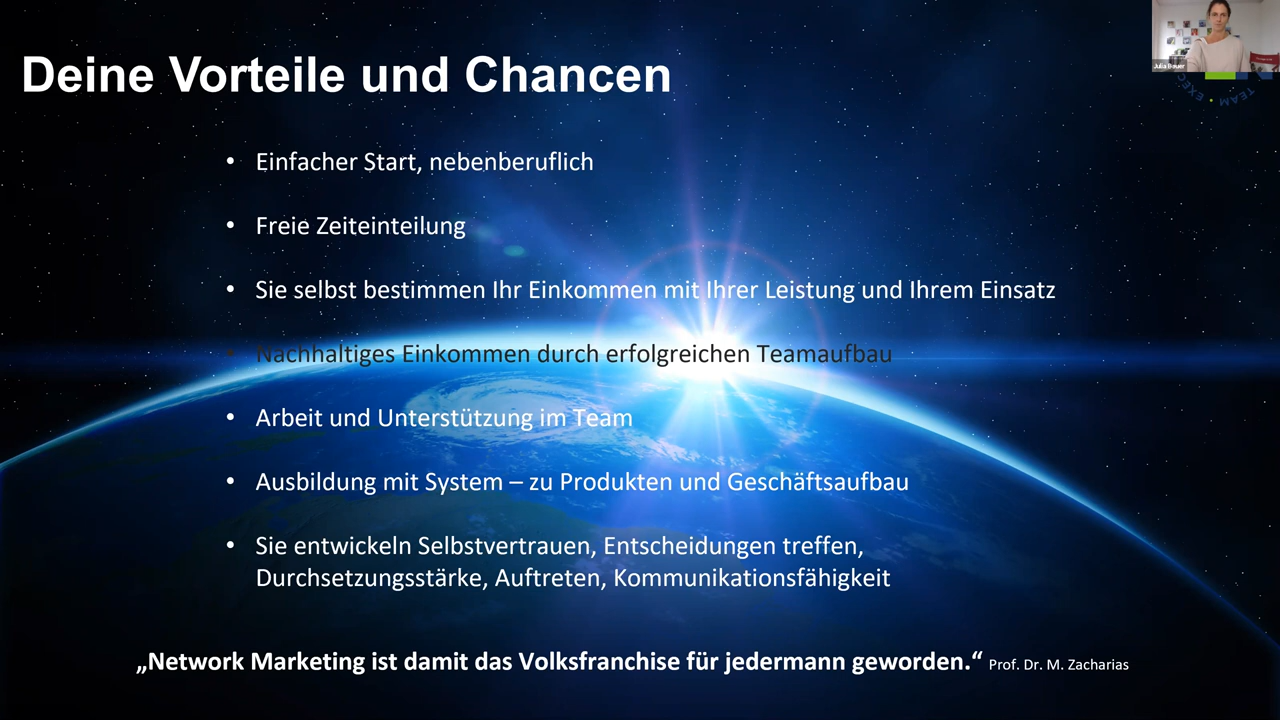 Julia Bauer
TEAM
Deine Vorteile und Chancen
• Einfacher Start, nebenberuflich
• Freie Zeiteinteilung
• Sie selbst bestimmen Ihr Einkommen mit Ihrer Leistung und Ihrem Einsatz
• Nachhaltiges Einkommen durch erfolgreichen Teamaufbau
• Arbeit und Unterstützung im Team
• Ausbildung mit System – zu Produkten und Geschäftsaufbau
• Sie entwickeln Selbstvertrauen, Entscheidungen treffen,
Durchsetzungsstärke, Auftreten, Kommunikationsfähigkeit
„Network Marketing ist damit das Volksfranchise für jedermann geworden.“ Prof. Dr. M. Zacharias